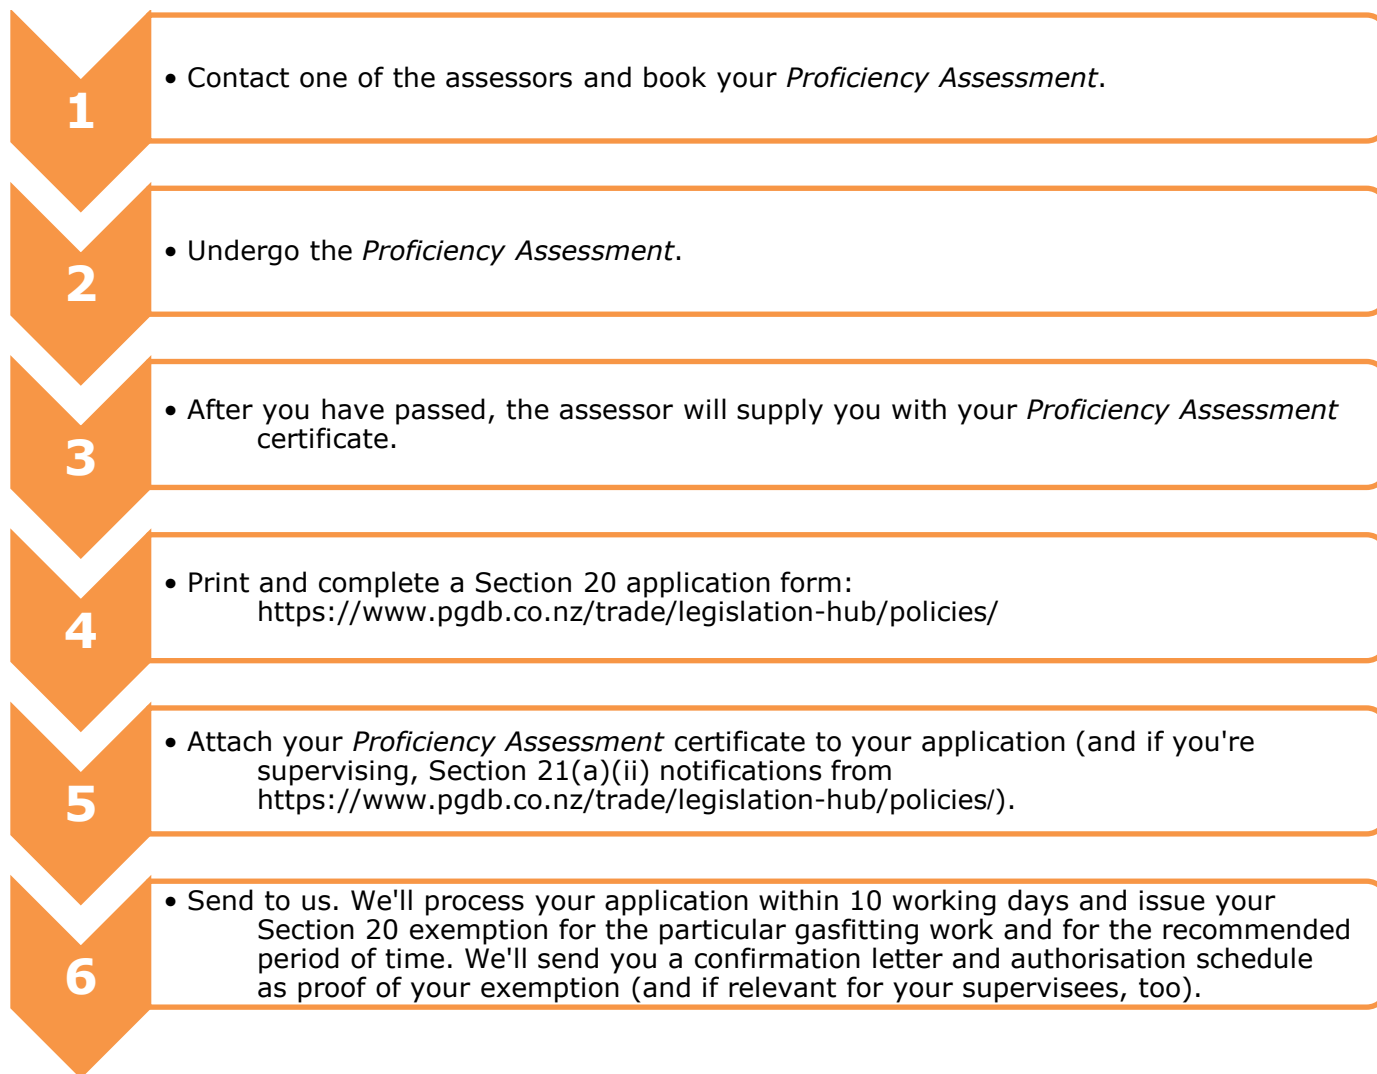 1
• Contact one of the assessors and book your Proficiency Assessment.
2
• Undergo the Proficiency Assessment.
3
• After you have passed, the assessor will supply you with your Proficiency Assessment
certificate.
4
• Print and complete a Section 20 application form:
https://www.pgdb.co.nz/trade/legislation-hub/policies/
5
• Attach your Proficiency Assessment certificate to your application (and if you're
supervising, Section 21(a)(ii) notifications from
https://www.pgdb.co.nz/trade/legislation-hub/policies/).
6
• Send to us. We'll process your application within 10 working days and issue your
Section 20 exemption for the particular gasfitting work and for the recommended
period of time. We'll send you a confirmation letter and authorisation schedule
as proof of your exemption (and if relevant for your supervisees, too).